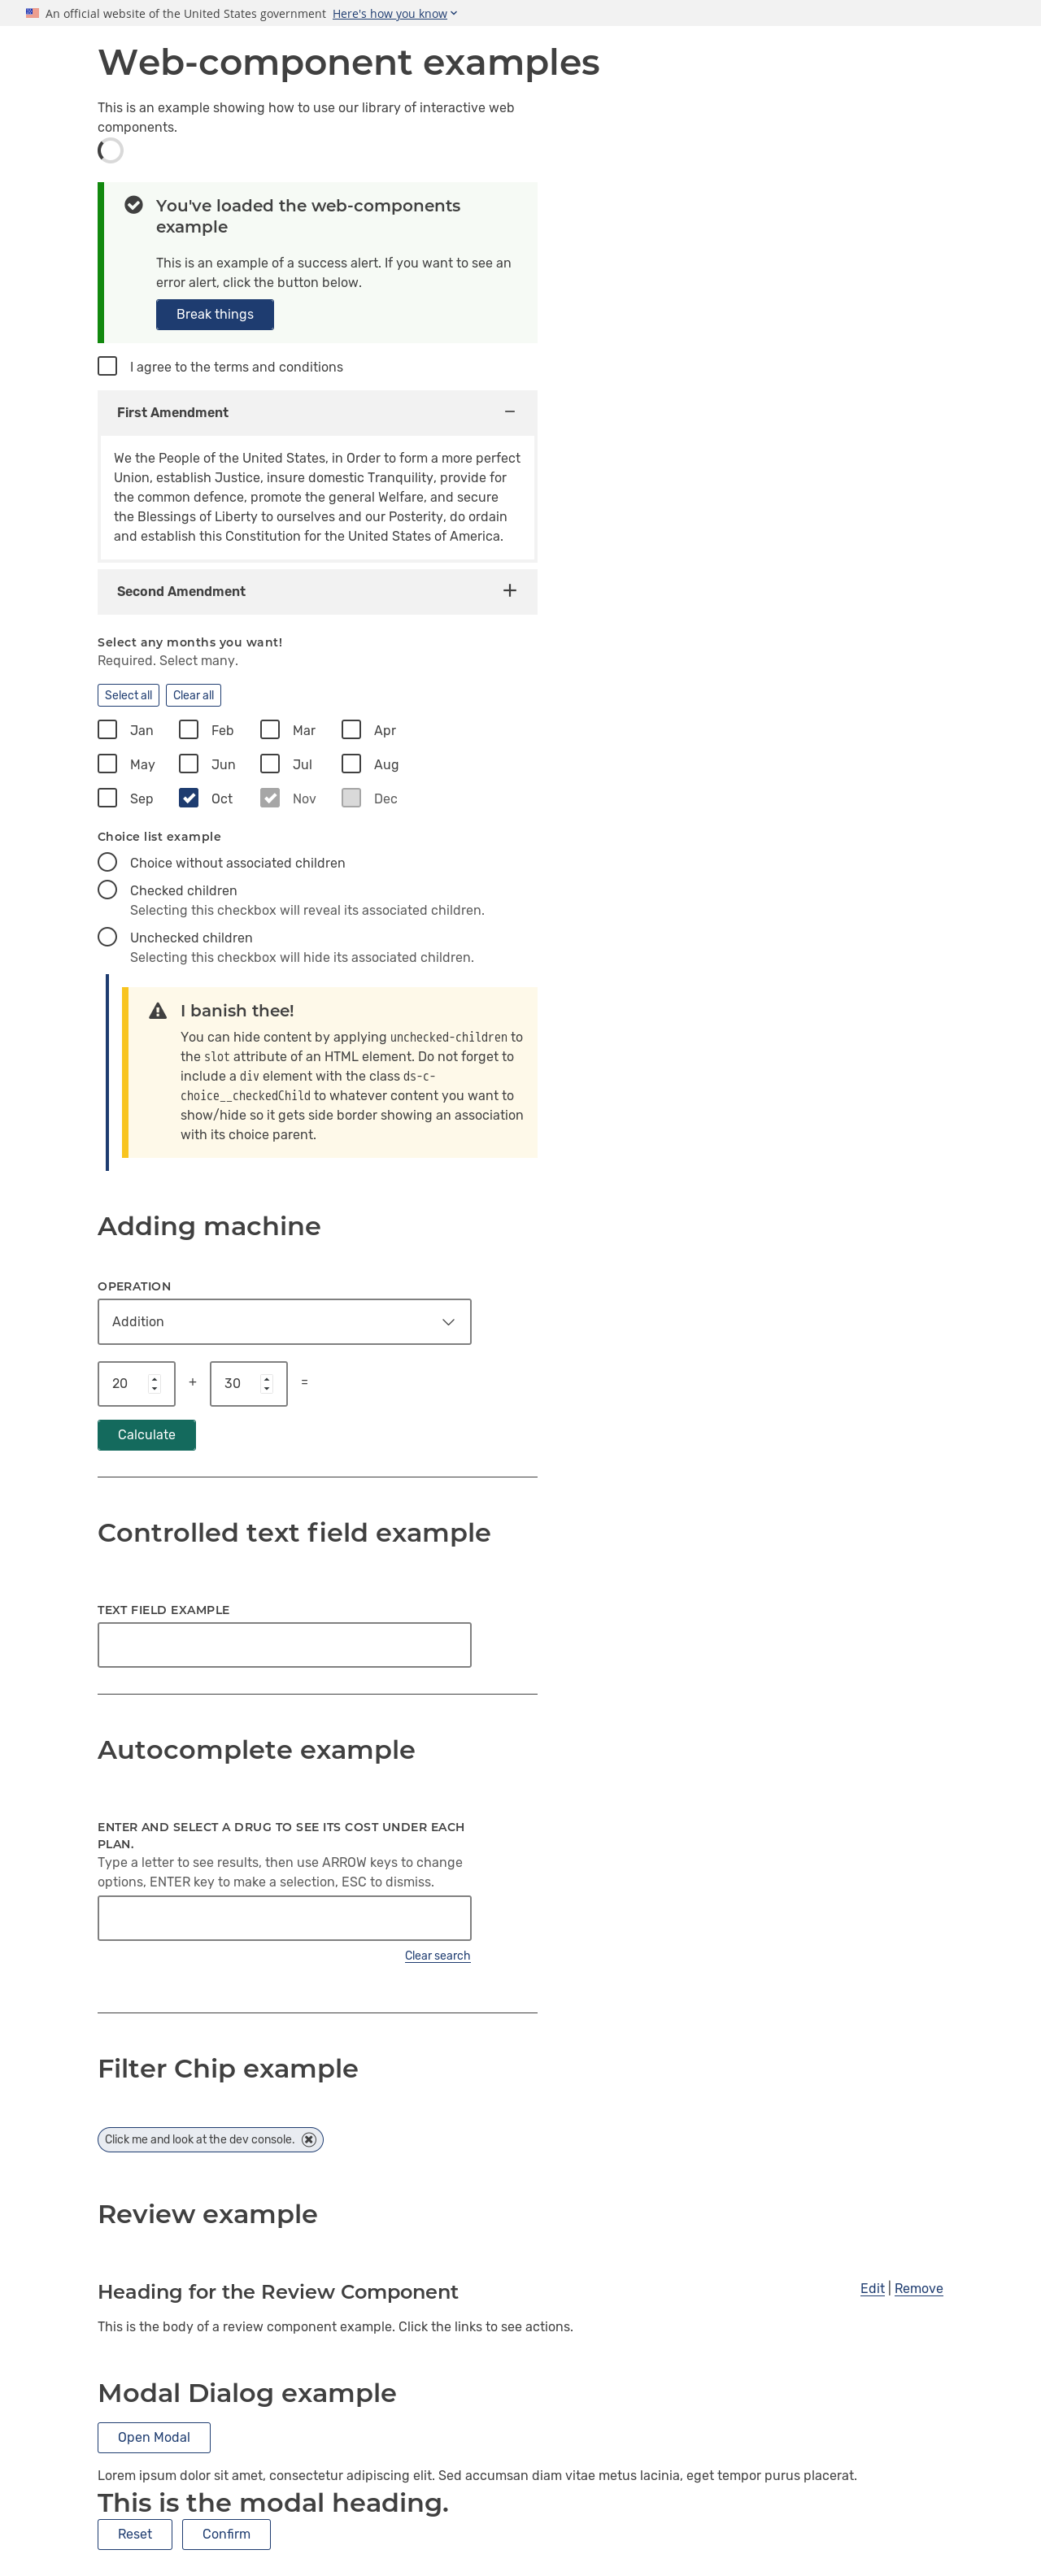 An official website of the United States government Here's how you know
Web-component examples
This is an example showing how to use our library of interactive web
components.
You've loaded the web-components
example
This is an example of a success alert. If you want to see an
error alert, click the button below.
Break things
I agree to the terms and conditions
First Amendment
We the People of the United States, in Order to form a more perfect
Union, establish Justice, insure domestic Tranquility, provide for
the common defence, promote the general Welfare, and secure
the Blessings of Liberty to ourselves and our Posterity, do ordain
and establish this Constitution for the United States of America.
Second Amendment
Select any months you want!
Required. Select many.
Select all Clear all
Jan Feb Mar Apr
May Jun Jul Aug
Sep Oct Nov Dec
Choice list example
Choice without associated children
Checked children
Selecting this checkbox will reveal its associated children.
Unchecked children
Selecting this checkbox will hide its associated children.
I banish thee!
You can hide content by applying unchecked-children to
the slot attribute of an HTML element. Do not forget to
include a div element with the class ds-c-
choice__checkedChild to whatever content you want to
show/hide so it gets side border showing an association
with its choice parent.
Adding machine
OPERATION
Addition
20 + 30 =
Calculate
Controlled text field example
TEXT FIELD EXAMPLE
Autocomplete example
ENTER AND SELECT A DRUG TO SEE ITS COST UNDER EACH
PLAN.
Type a letter to see results, then use ARROW keys to change
options, ENTER key to make a selection, ESC to dismiss.
Clear search
Filter Chip example
Click me and look at the dev console.
Review example
Heading for the Review Component Edit | Remove
This is the body of a review component example. Click the links to see actions.
Modal Dialog example
Open Modal
Lorem ipsum dolor sit amet, consectetur adipiscing elit. Sed accumsan diam vitae metus lacinia, eget tempor purus placerat.
This is the modal heading.
Reset Confirm